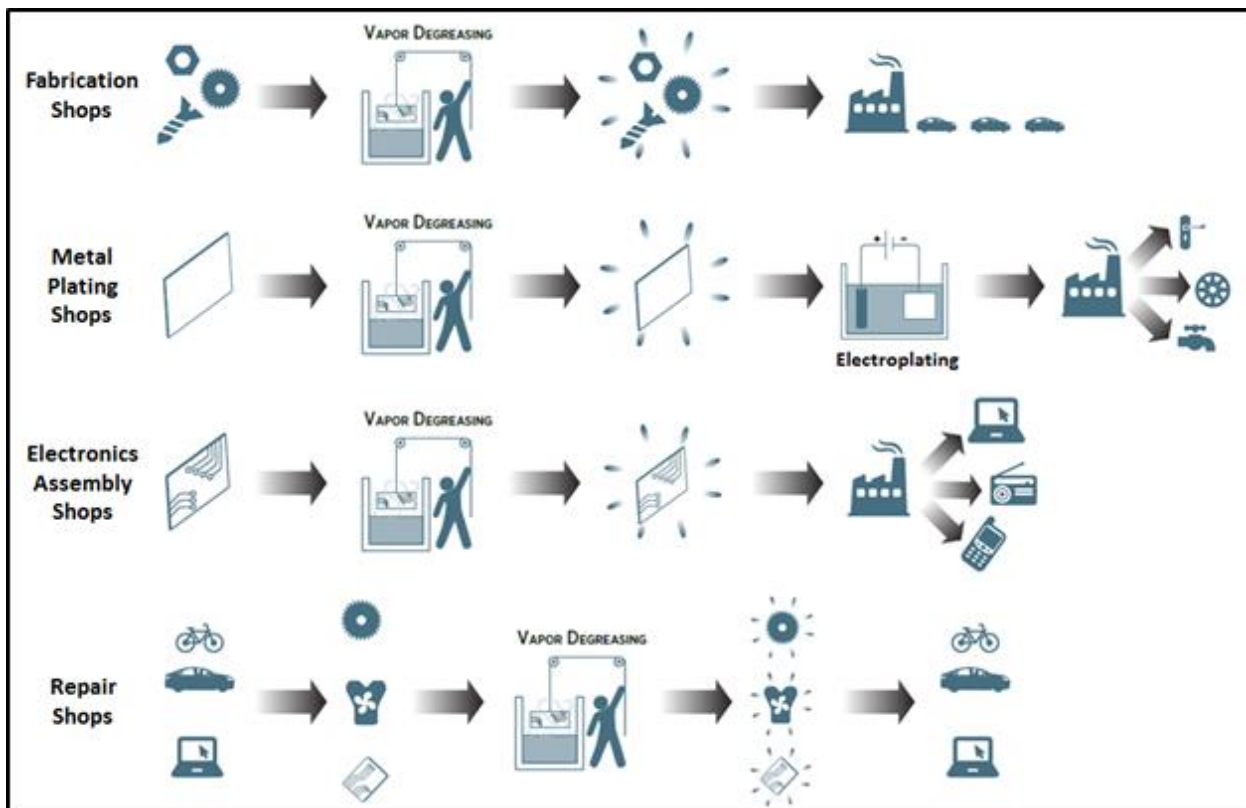 VAPOR DEGREASING
Fabrication
Shops
VAPOR DEGREASING
Metal
Plating
Shops
+ -
Electroplating
VAPOR DEGREASING
Electronics
Assembly
Shops
VAPOR DEGREASING
Repair
Shops